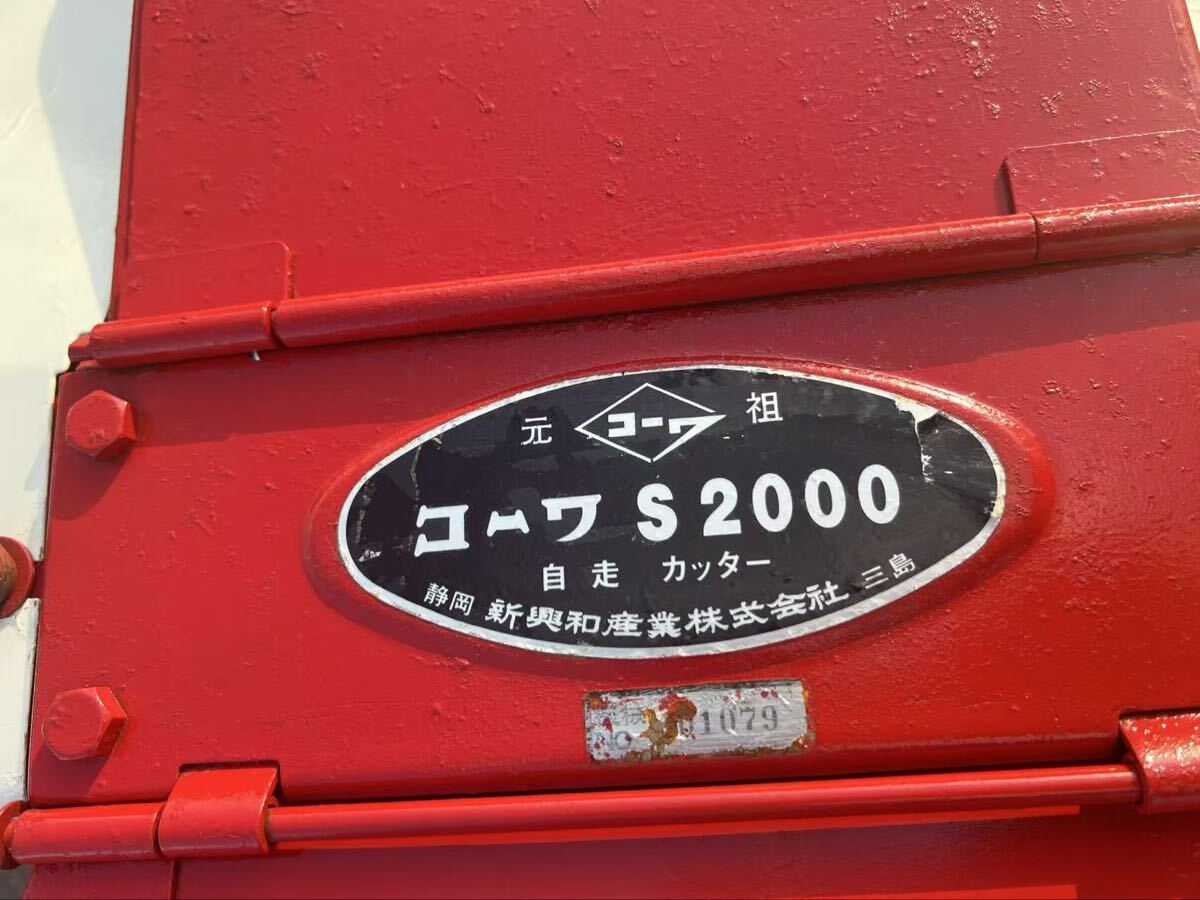 元 コーワ 祖
コーワ S2000
自走 カッター
静岡 新興和産業株式会社 三島
No 1079